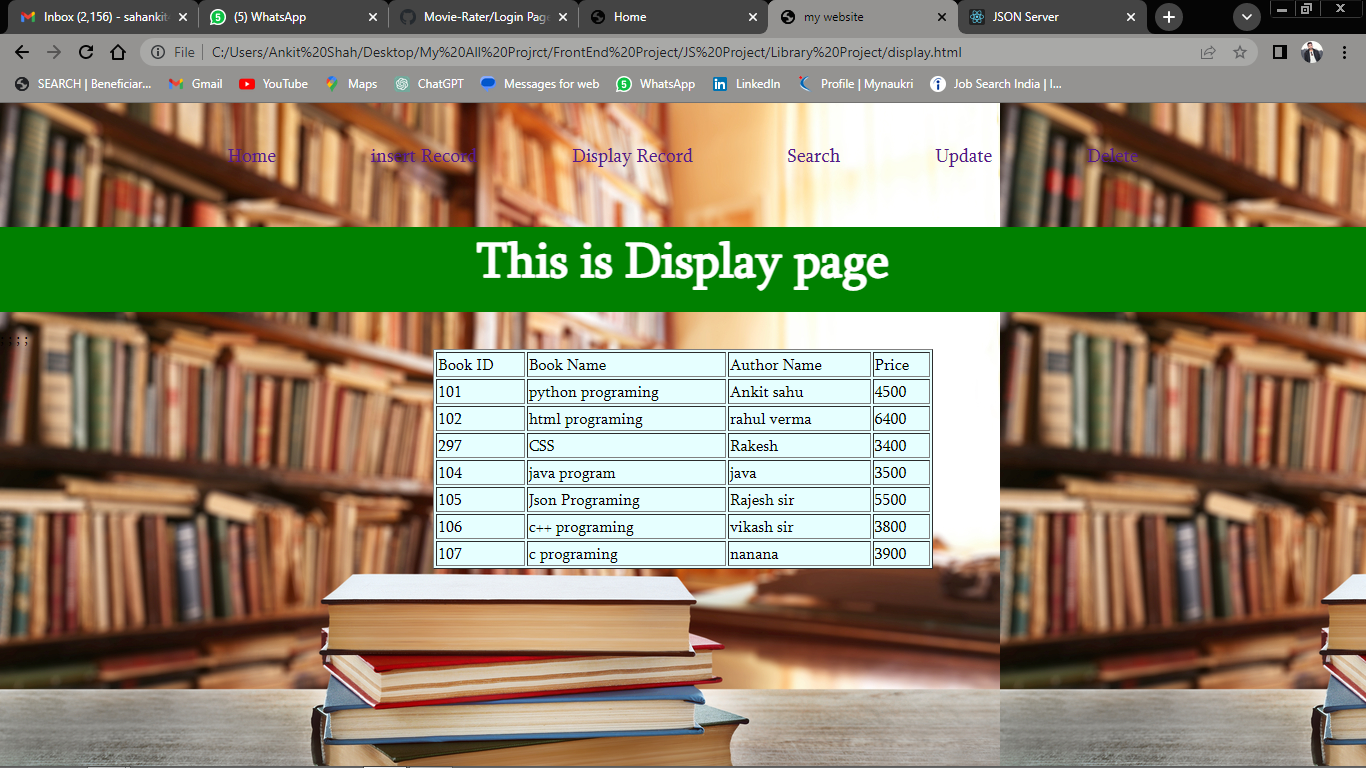 Inbox (2,156) - sahankit
(5) WhatsApp
Movie-Rater/Login Page
Home
my website
JSON Server
File
C:/Users/Ankit%20Shah/Desktop/My%20All%20Projrct/FrontEnd%20Project/JS%20Project/Library%20Project/display.html
SEARCH | Beneficiar...
Gmail
YouTube
Maps
ChatGPT
Messages for web
WhatsApp
LinkedIn
Profile | Mynaukri
Job Search India | I...
Home insert Record Display Record Search Update Delete
This is Display page
; ; ; ;
Book ID Book Name Author Name Price
101 python programing Ankit sahu 4500
102 html programing rahul verma 6400
297 CSS Rakesh 3400
104 java program java 3500
105 Json Programing Rajesh sir 5500
106 c++ programing vikash sir 3800
107 c programing nanana 3900